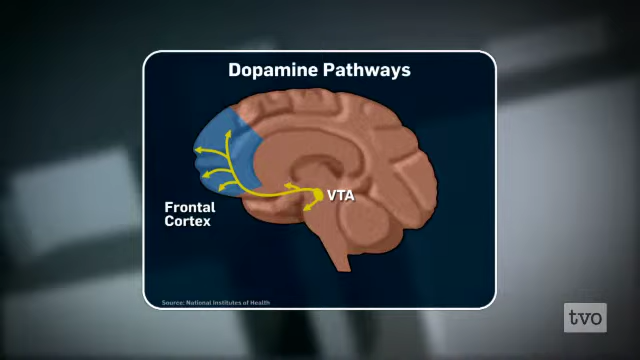 Dopamine Pathways
VTA
Frontal
Cortex
Source: National Institutes of Health
tvo